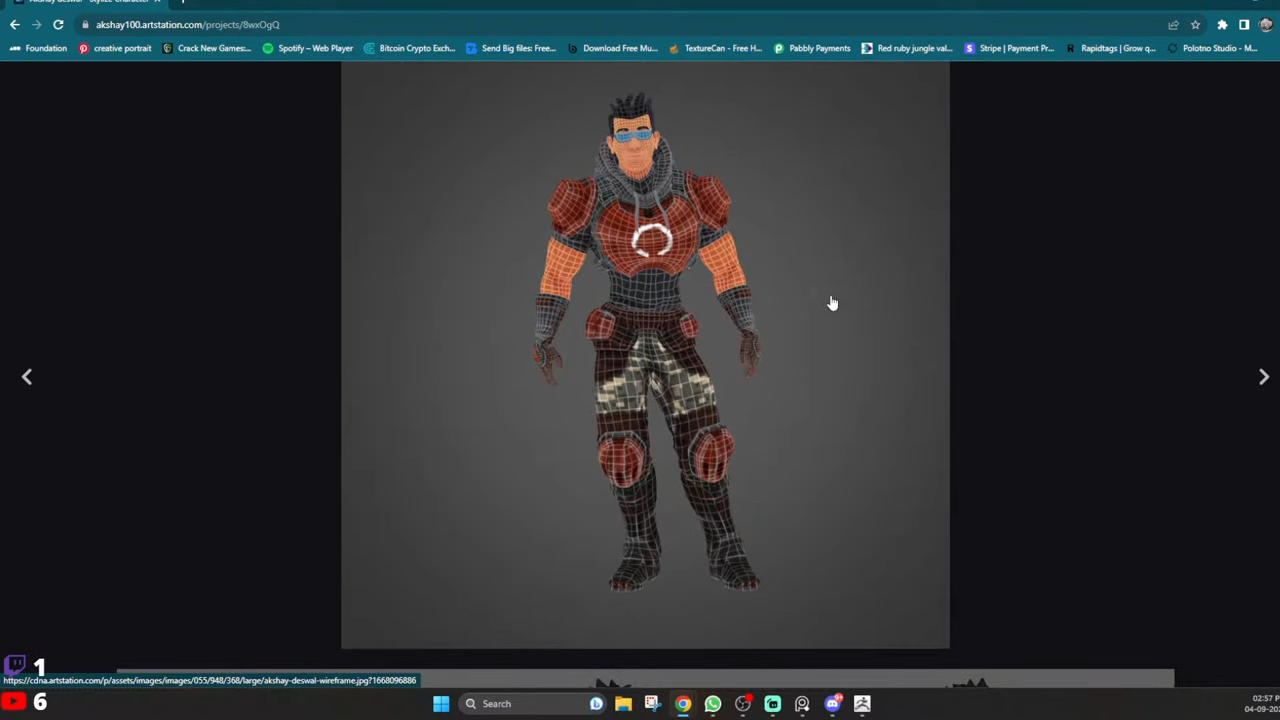 akshay100.artstation.com/projects/8wxOgQ
Foundation
creative portrait
Crack New Games:...
Spotify – Web Player
Bitcoin Crypto Exch...
Send Big files: Free...
Download Free Mu...
TextureCan - Free H...
Pabbly Payments
Red ruby jungle val...
Stripe | Payment Pr...
Rapidtags | Grow q...
Polotno Studio - M...
1
https://cdna.artstation.com/p/assets/images/images/055/948/368/large/akshay-deswal-wireframe.jpg?1668096886
6
Search
02:57 P
04-09-202